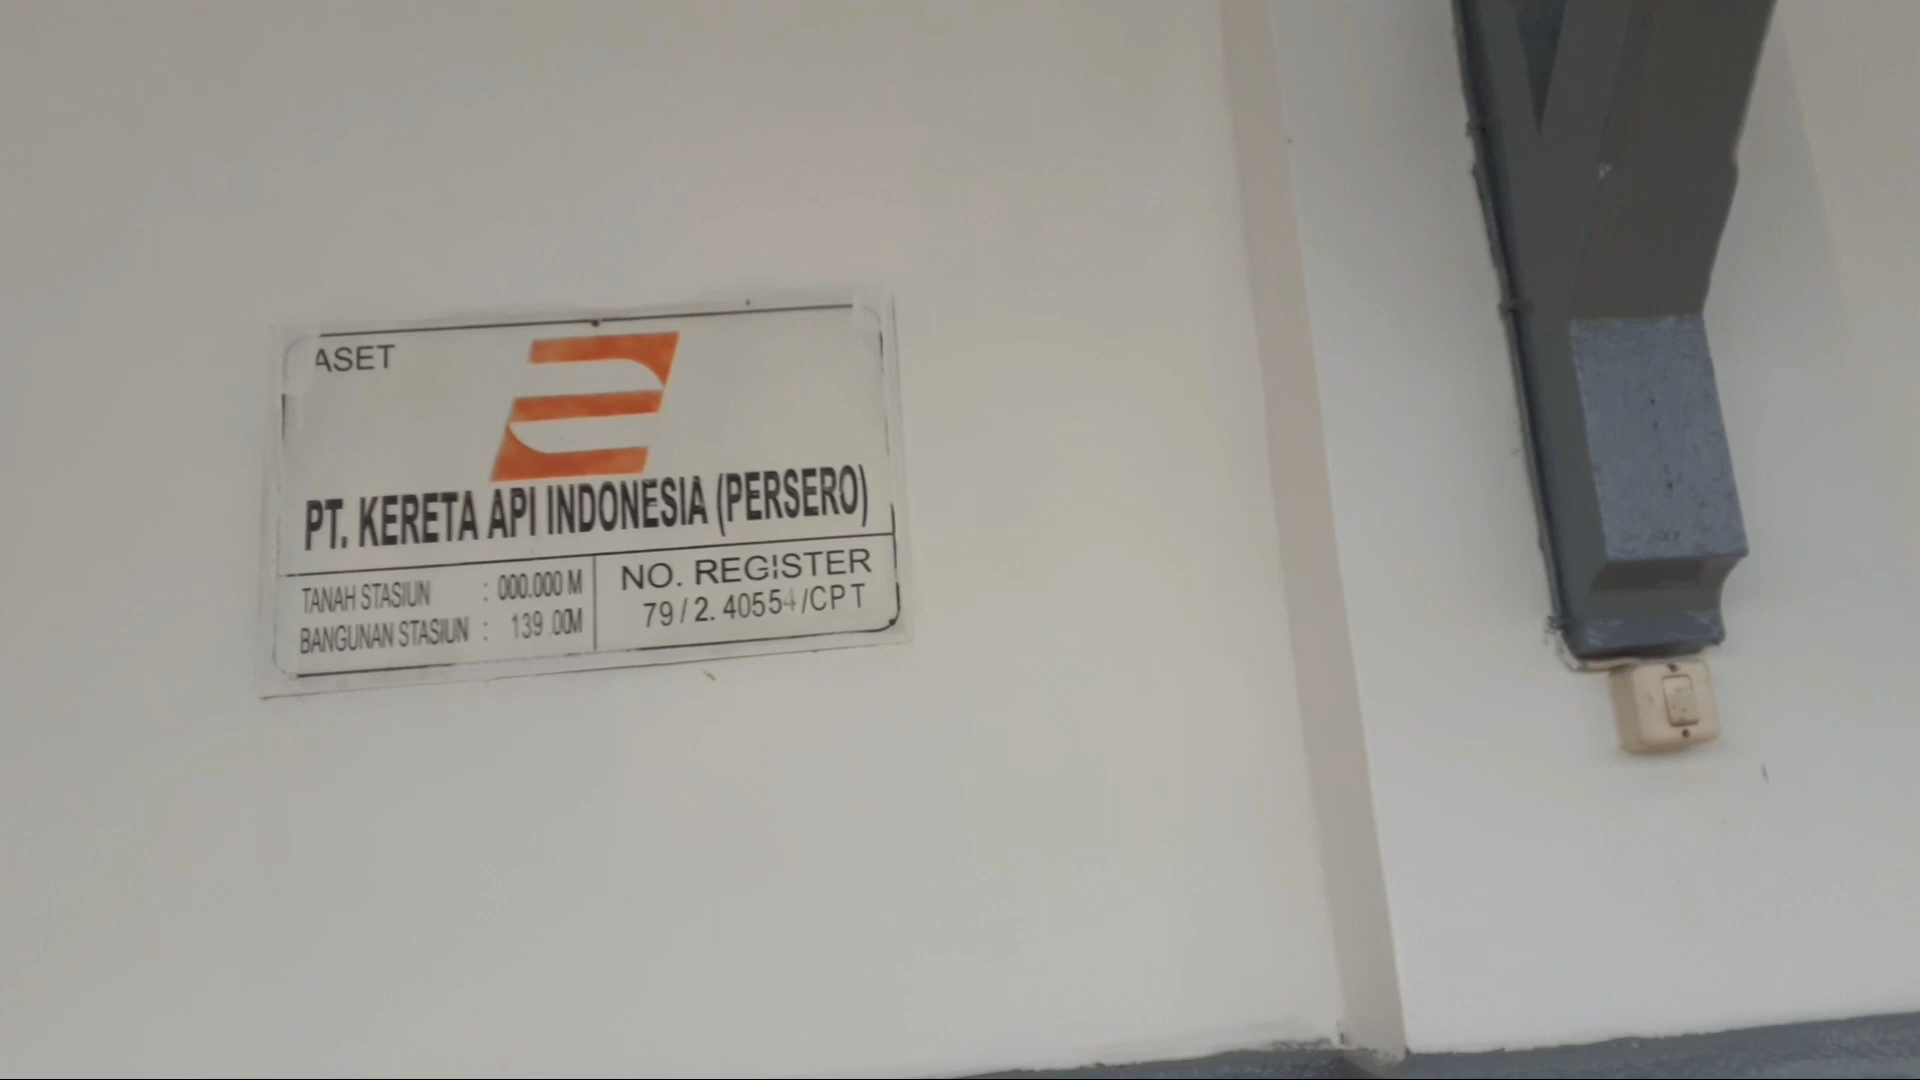 ASET
PT. KERETA API INDONESIA (PERSERO)
TANAH STASIUN : 000.000 M
BANGUNAN STASIUN : 139.00M
NO. REGISTER
79/2.40554/CPT